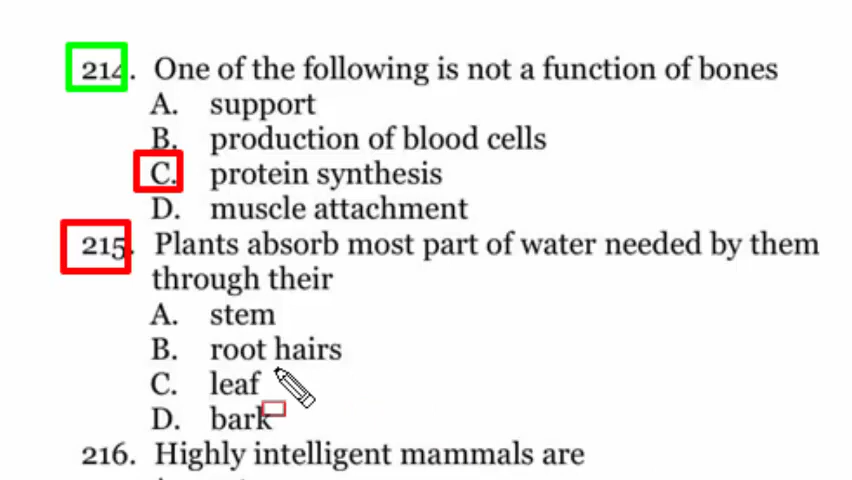 214. One of the following is not a function of bones
A. support
B. production of blood cells
C. protein synthesis
D. muscle attachment
215. Plants absorb most part of water needed by them
through their
A. stem
B. root hairs
C. leaf
D. bark
216. Highly intelligent mammals are